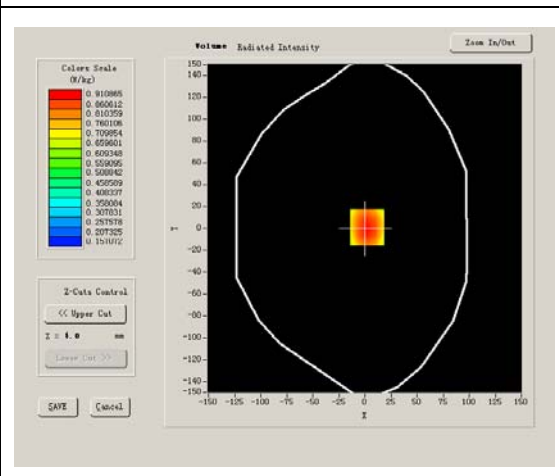 Volume Radiated Intensity
Zoom In/Out
Colors Scale
(W/kg)
0.910865
0.860612
0.810359
0.760106
0.709854
0.659601
0.609348
0.559095
0.508842
0.458589
0.408337
0.358084
0.307831
0.257578
0.207325
0.157072
Z-Cuts Control
<< Upper Cut
Z = 4.0 mm
Lower Cut >>
SAVE
Cancel
150
140
120
100
80
60
40
20
0
-20
-40
-60
-80
-100
-120
-140
-150
Y
-150 -125 -100 -75 -50 -25 0 25 50 75 100 125 150
X